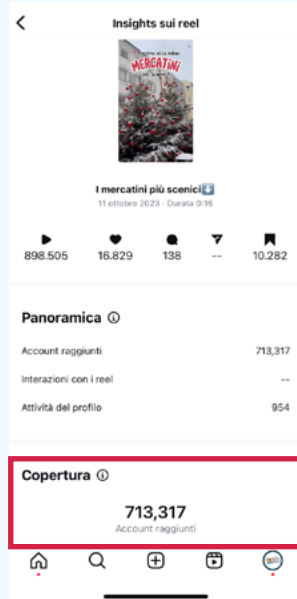 Insights sui reel
MERCATINI
I mercatini più scenici⬇️
11 ottobre 2023 · Durata 0:16
898.505 16.829 138 -- 10.282
Panoramica
Account raggiunti 713,317
Interazioni con i reel --
Attività del profilo 954
Copertura
713,317
Account raggiunti